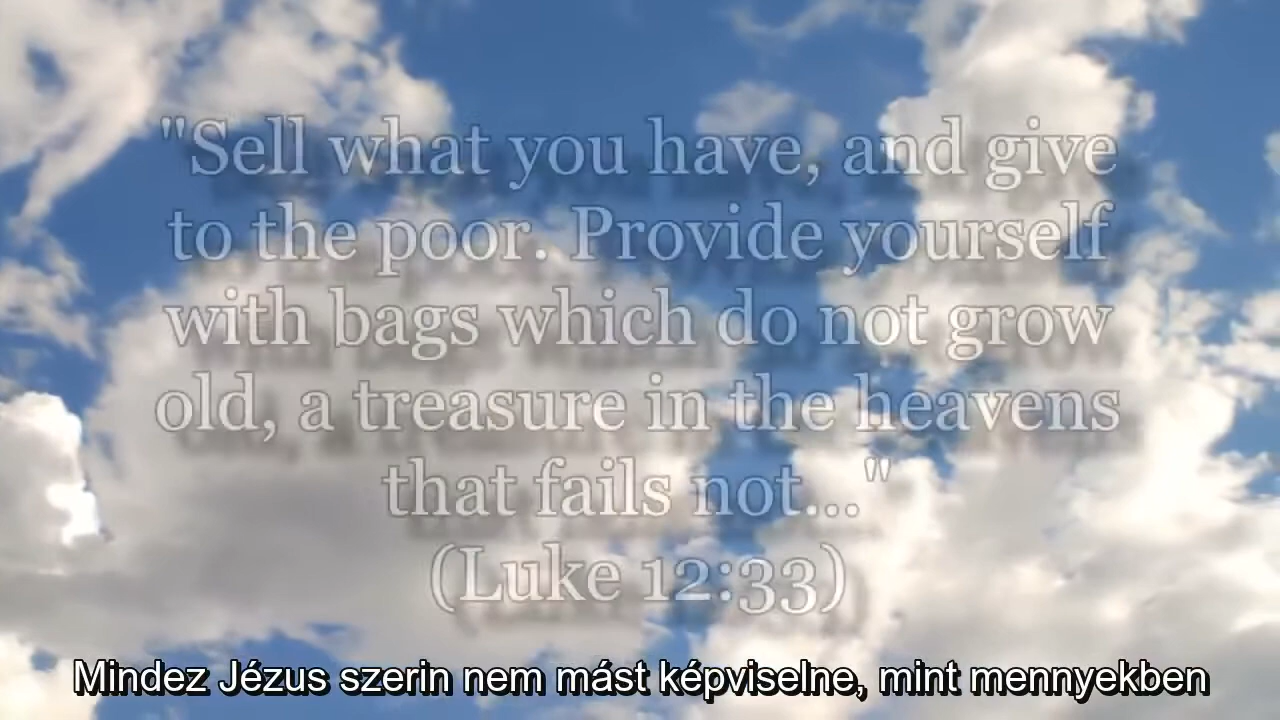 "Sell what you have, and give
to the poor. Provide yourself
with bags which do not grow
old, a treasure in the heavens
that fails not..."
(Luke 12:33)
Mindez Jézus szerin nem mást képviselne, mint mennyekben